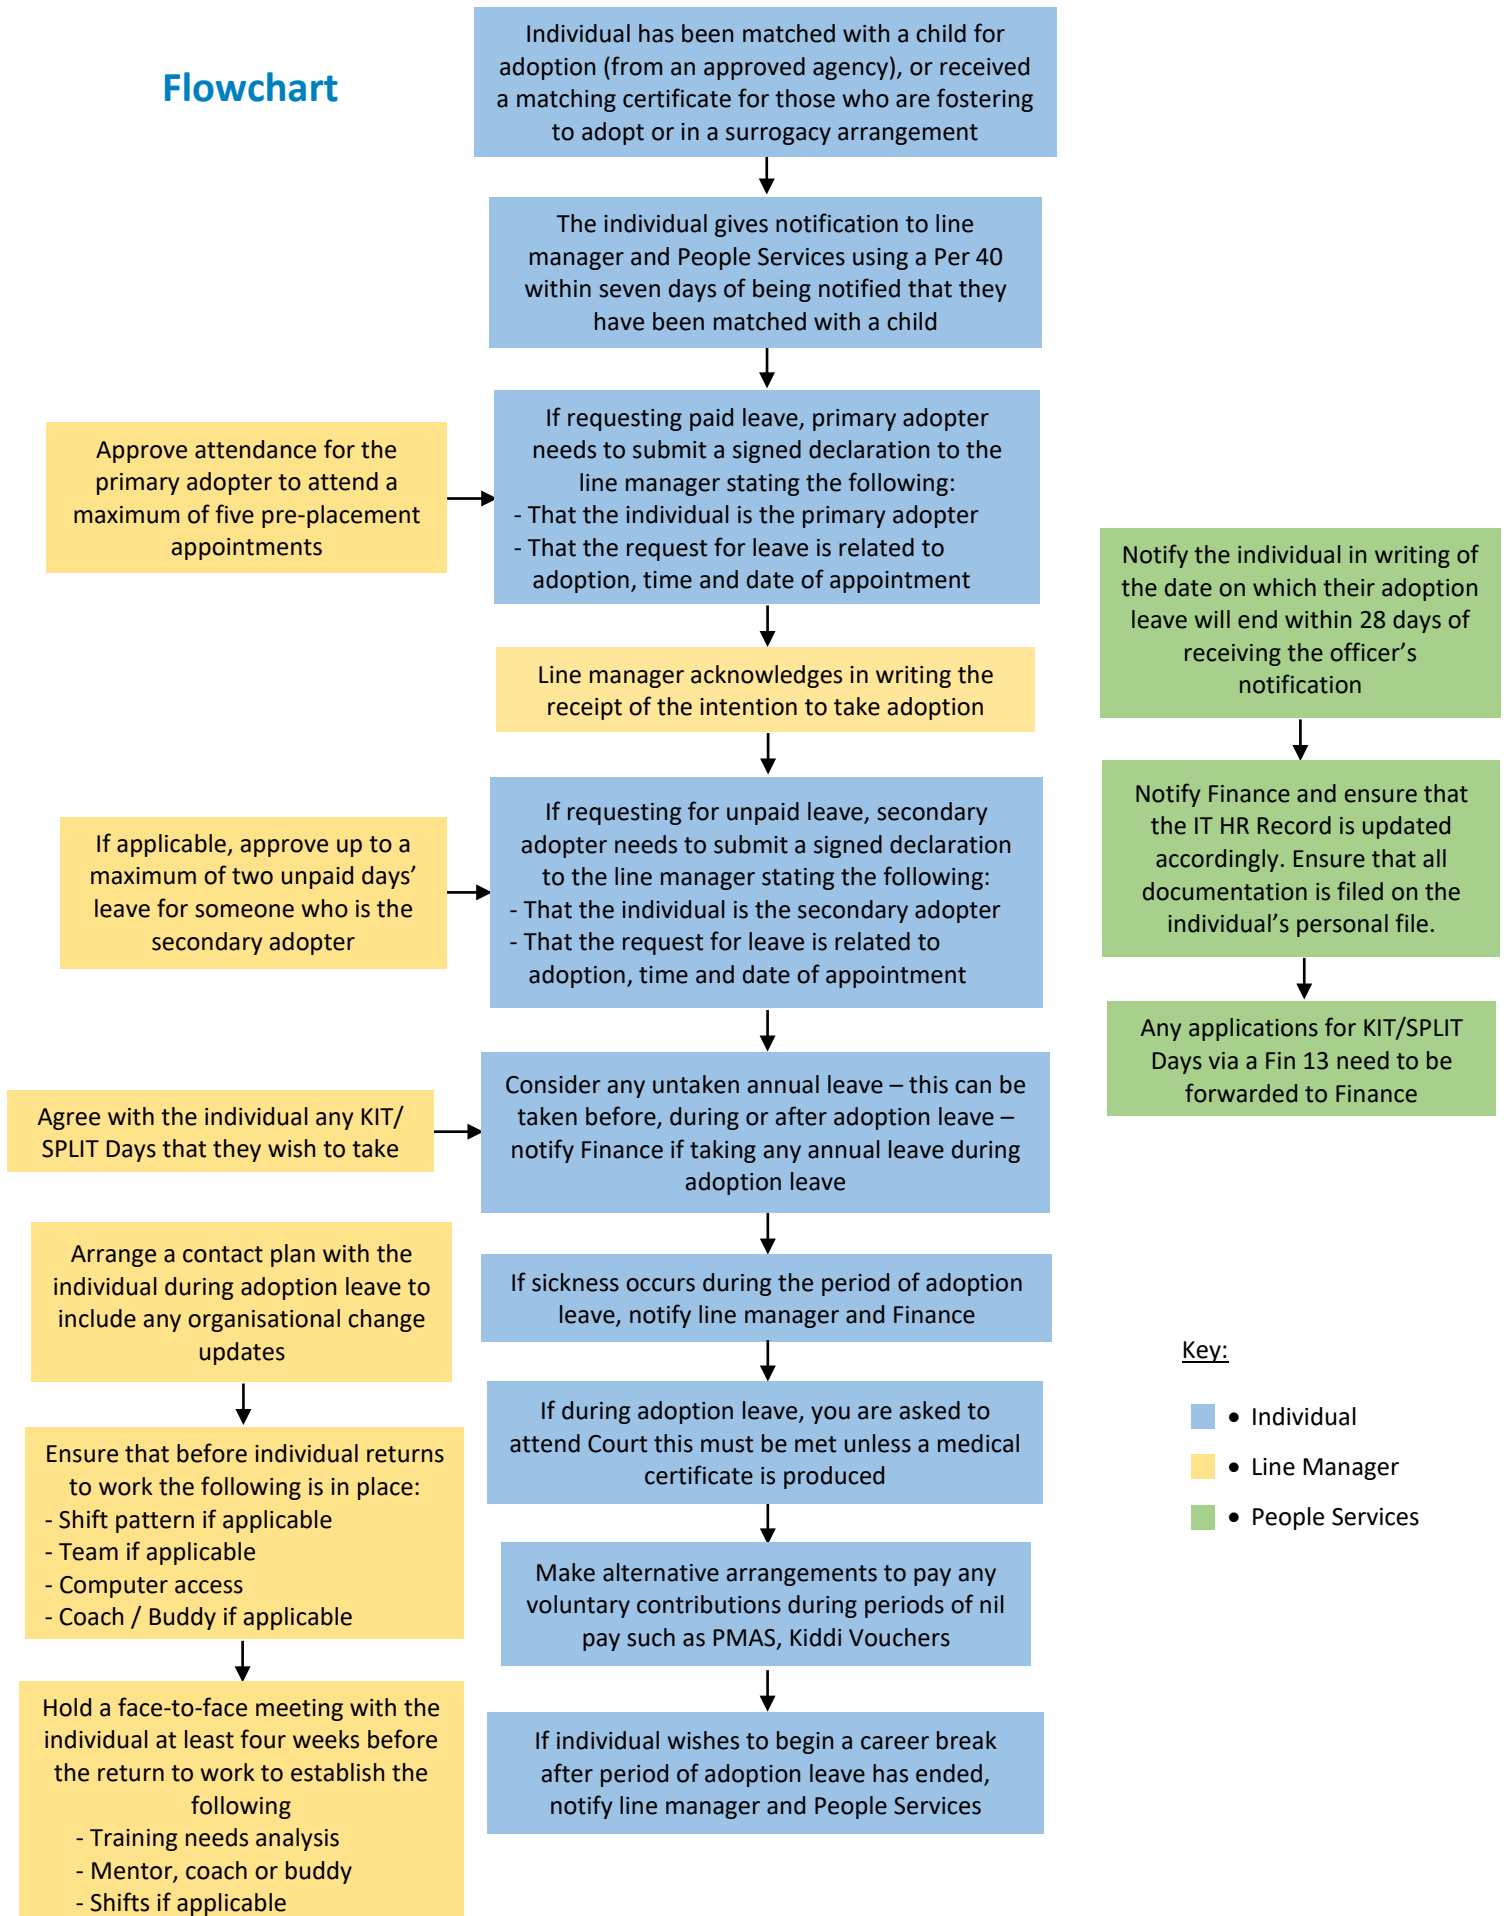 Flowchart
Individual has been matched with a child for
adoption (from an approved agency), or received
a matching certificate for those who are fostering
to adopt or in a surrogacy arrangement
The individual gives notification to line
manager and People Services using a Per 40
within seven days of being notified that they
have been matched with a child
Approve attendance for the
primary adopter to attend a
maximum of five pre-placement
appointments
If requesting paid leave, primary adopter
needs to submit a signed declaration to the
line manager stating the following:
- That the individual is the primary adopter
- That the request for leave is related to
adoption, time and date of appointment
Line manager acknowledges in writing the
receipt of the intention to take adoption
If applicable, approve up to a
maximum of two unpaid days’
leave for someone who is the
secondary adopter
If requesting for unpaid leave, secondary
adopter needs to submit a signed declaration
to the line manager stating the following:
- That the individual is the secondary adopter
- That the request for leave is related to
adoption, time and date of appointment
Agree with the individual any KIT/
SPLIT Days that they wish to take
Consider any untaken annual leave – this can be
taken before, during or after adoption leave –
notify Finance if taking any annual leave during
adoption leave
If sickness occurs during the period of adoption
leave, notify line manager and Finance
If during adoption leave, you are asked to
attend Court this must be met unless a medical
certificate is produced
Make alternative arrangements to pay any
voluntary contributions during periods of nil
pay such as PMAS, Kiddi Vouchers
If individual wishes to begin a career break
after period of adoption leave has ended,
notify line manager and People Services
Arrange a contact plan with the
individual during adoption leave to
include any organisational change
updates
Ensure that before individual returns
to work the following is in place:
- Shift pattern if applicable
- Team if applicable
- Computer access
- Coach / Buddy if applicable
Hold a face-to-face meeting with the
individual at least four weeks before
the return to work to establish the
following
- Training needs analysis
- Mentor, coach or buddy
- Shifts if applicable
Notify the individual in writing of
the date on which their adoption
leave will end within 28 days of
receiving the officer’s
notification
Notify Finance and ensure that
the IT HR Record is updated
accordingly. Ensure that all
documentation is filed on the
individual’s personal file.
Any applications for KIT/SPLIT
Days via a Fin 13 need to be
forwarded to Finance
Key:
• Individual
• Line Manager
• People Services